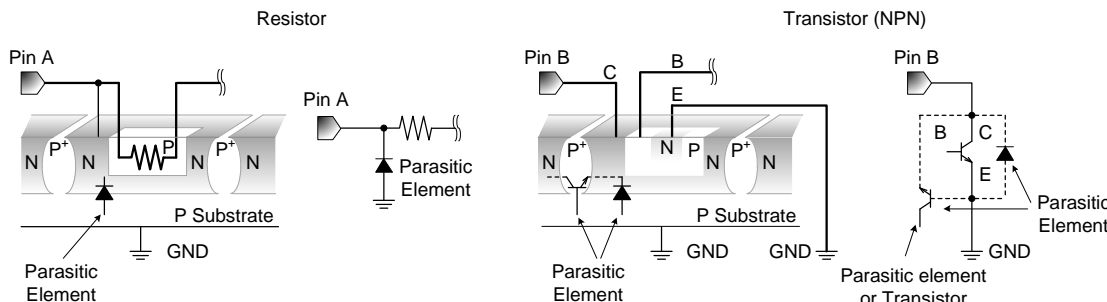 Resistor
Transistor (NPN)
Pin A
N
P+
N
P
N
P+
N
Parasitic
Element
P Substrate
GND
Pin A
Parasitic
Element
Pin B
C
B
E
N
P+
N
N
P
N
P+
N
P Substrate
GND
GND
Parasitic
Element
Pin B
B
C
E
Parasitic
Element
GND
Parasitic element
or Transistor